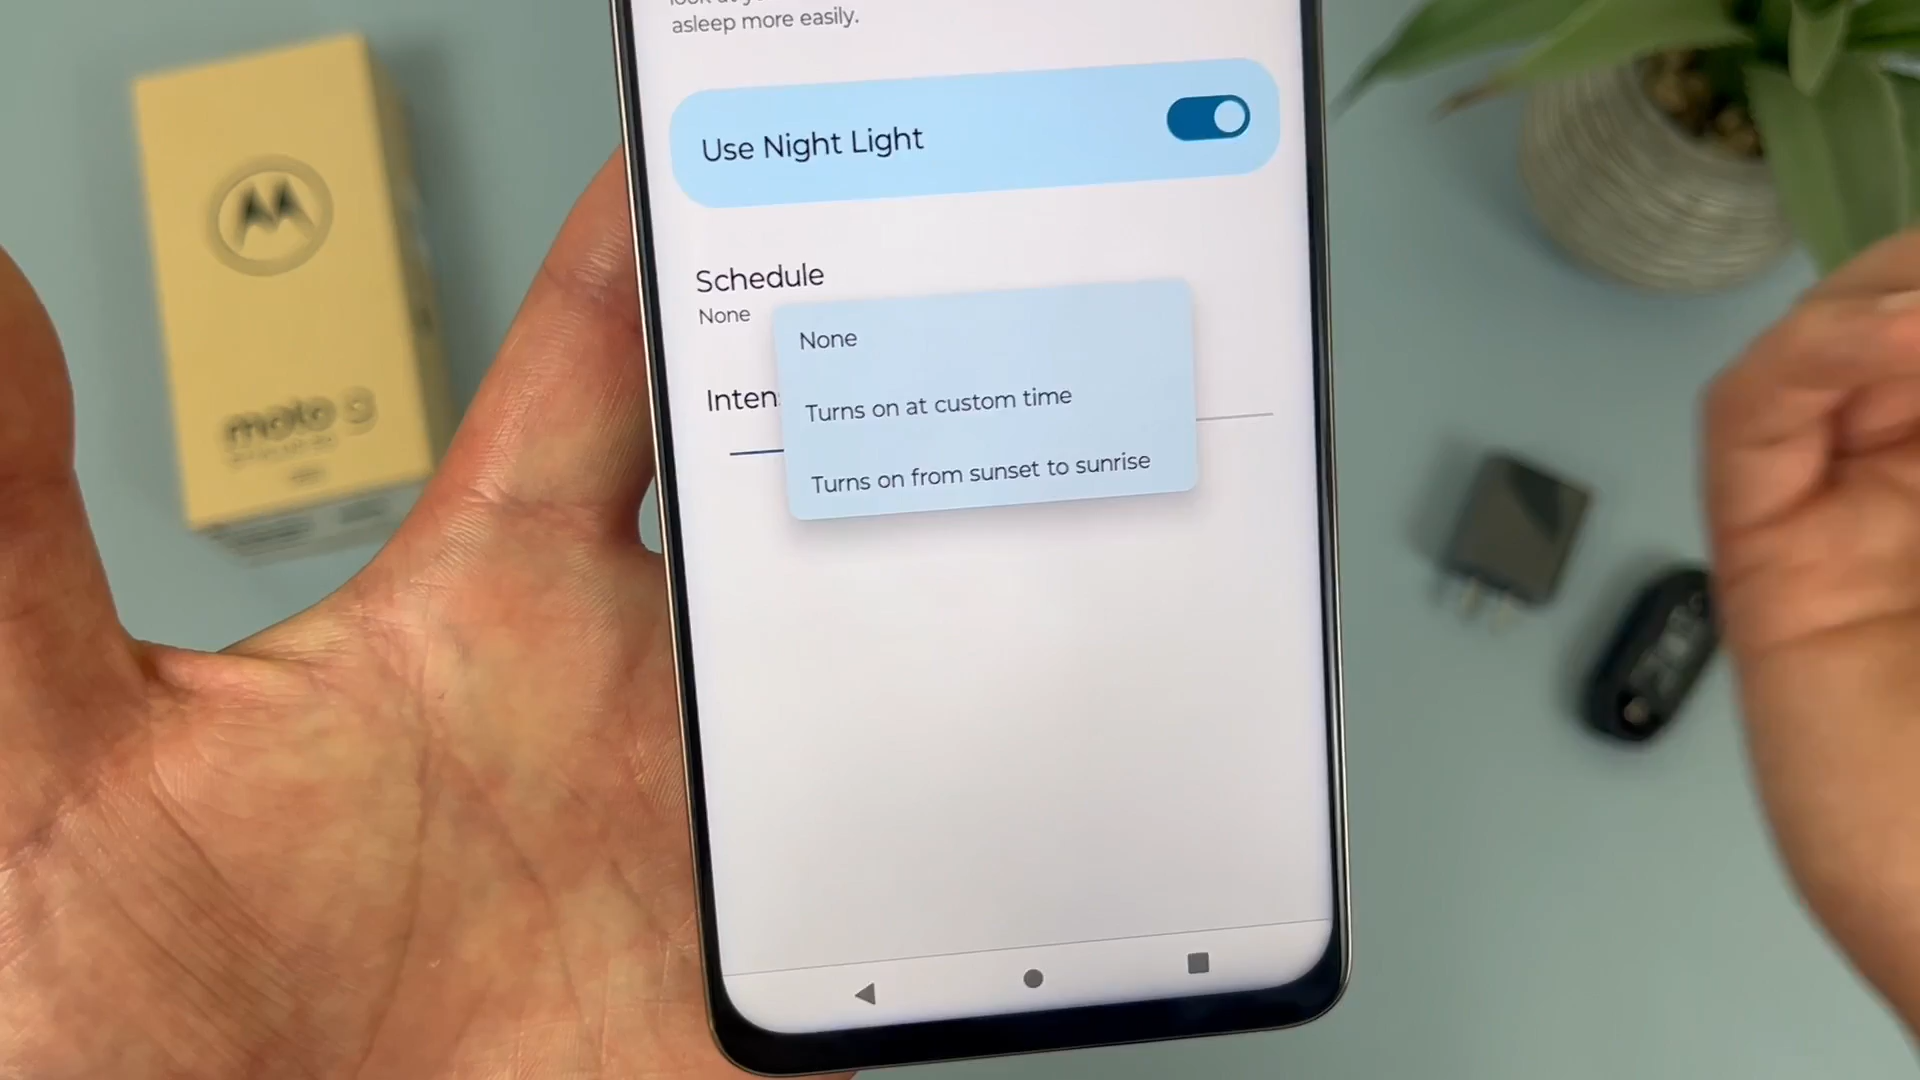 asleep more easily.
Use Night Light
Schedule
None
None
Turns on at custom time
Inten
Turns on from sunset to sunrise
moto g